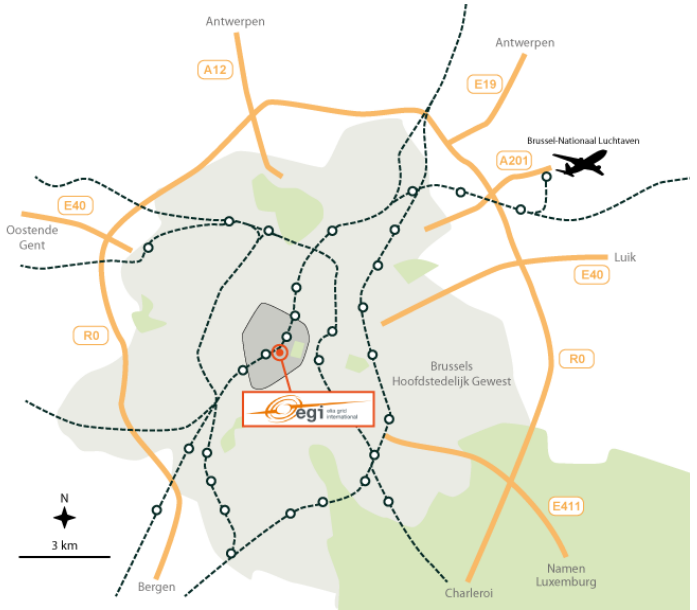 Antwerpen
Antwerpen
A12
E19
Brussel-Nationaal Luchtaven
A201
E40
Oostende
Gent
Luik
E40
R0
R0
Brussels
Hoofdstedelijk Gewest
egi
elia grid
international
N
3 km
E411
Bergen
Charleroi
Namen
Luxemburg